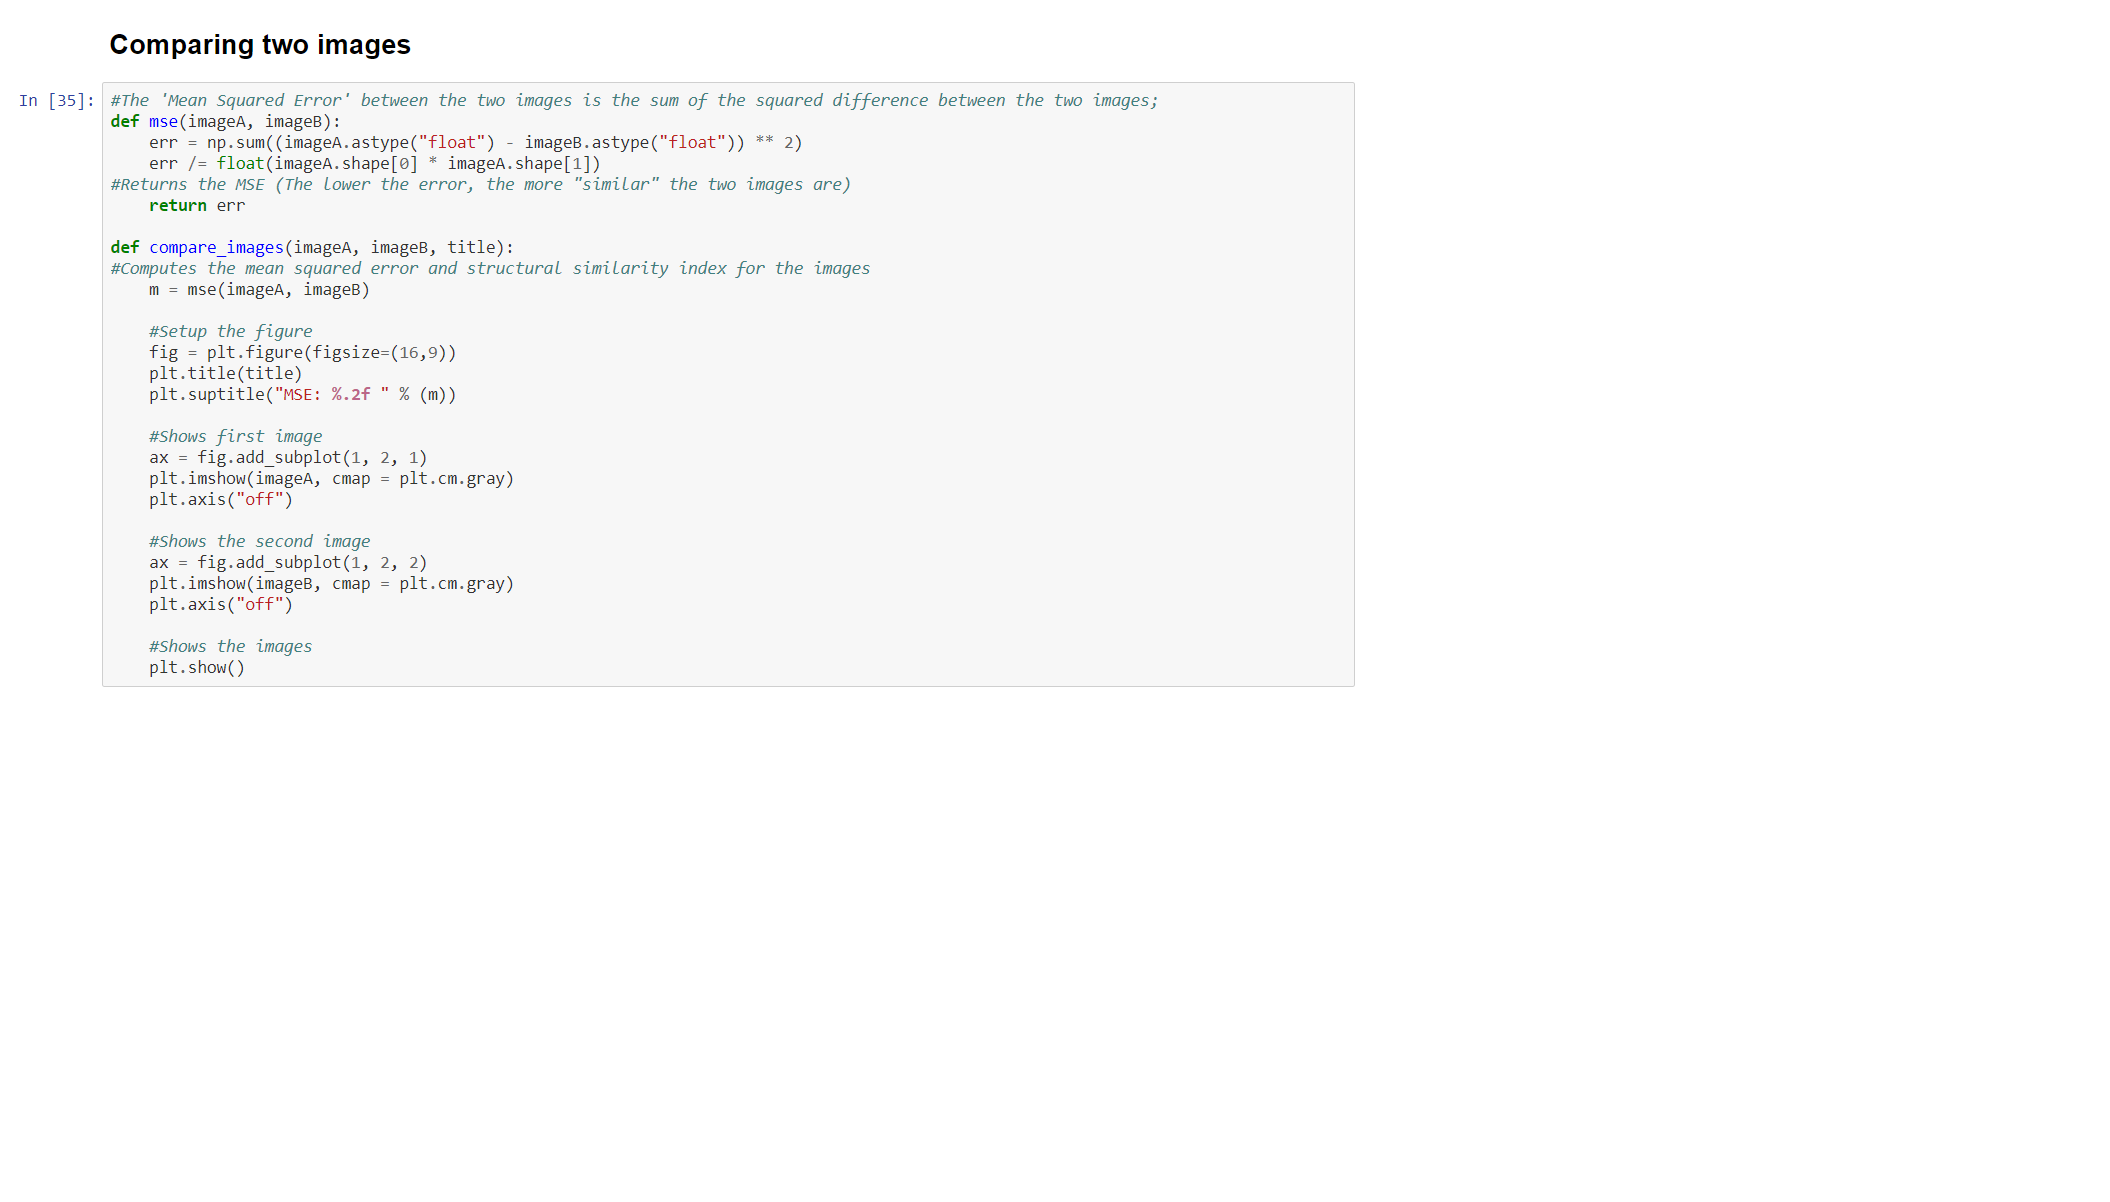 Comparing two images
In [35]:
#The 'Mean Squared Error' between the two images is the sum of the squared difference between the two images;
def mse(imageA, imageB):
    err = np.sum((imageA.astype("float") - imageB.astype("float")) ** 2)
    err /= float(imageA.shape[0] * imageA.shape[1])
#Returns the MSE (The lower the error, the more "similar" the two images are)
    return err

def compare_images(imageA, imageB, title):
#Computes the mean squared error and structural similarity index for the images
    m = mse(imageA, imageB)

    #Setup the figure
    fig = plt.figure(figsize=(16,9))
    plt.title(title)
    plt.suptitle("MSE: %.2f " % (m))

    #Shows first image
    ax = fig.add_subplot(1, 2, 1)
    plt.imshow(imageA, cmap = plt.cm.gray)
    plt.axis("off")

    #Shows the second image
    ax = fig.add_subplot(1, 2, 2)
    plt.imshow(imageB, cmap = plt.cm.gray)
    plt.axis("off")

    #Shows the images
    plt.show()